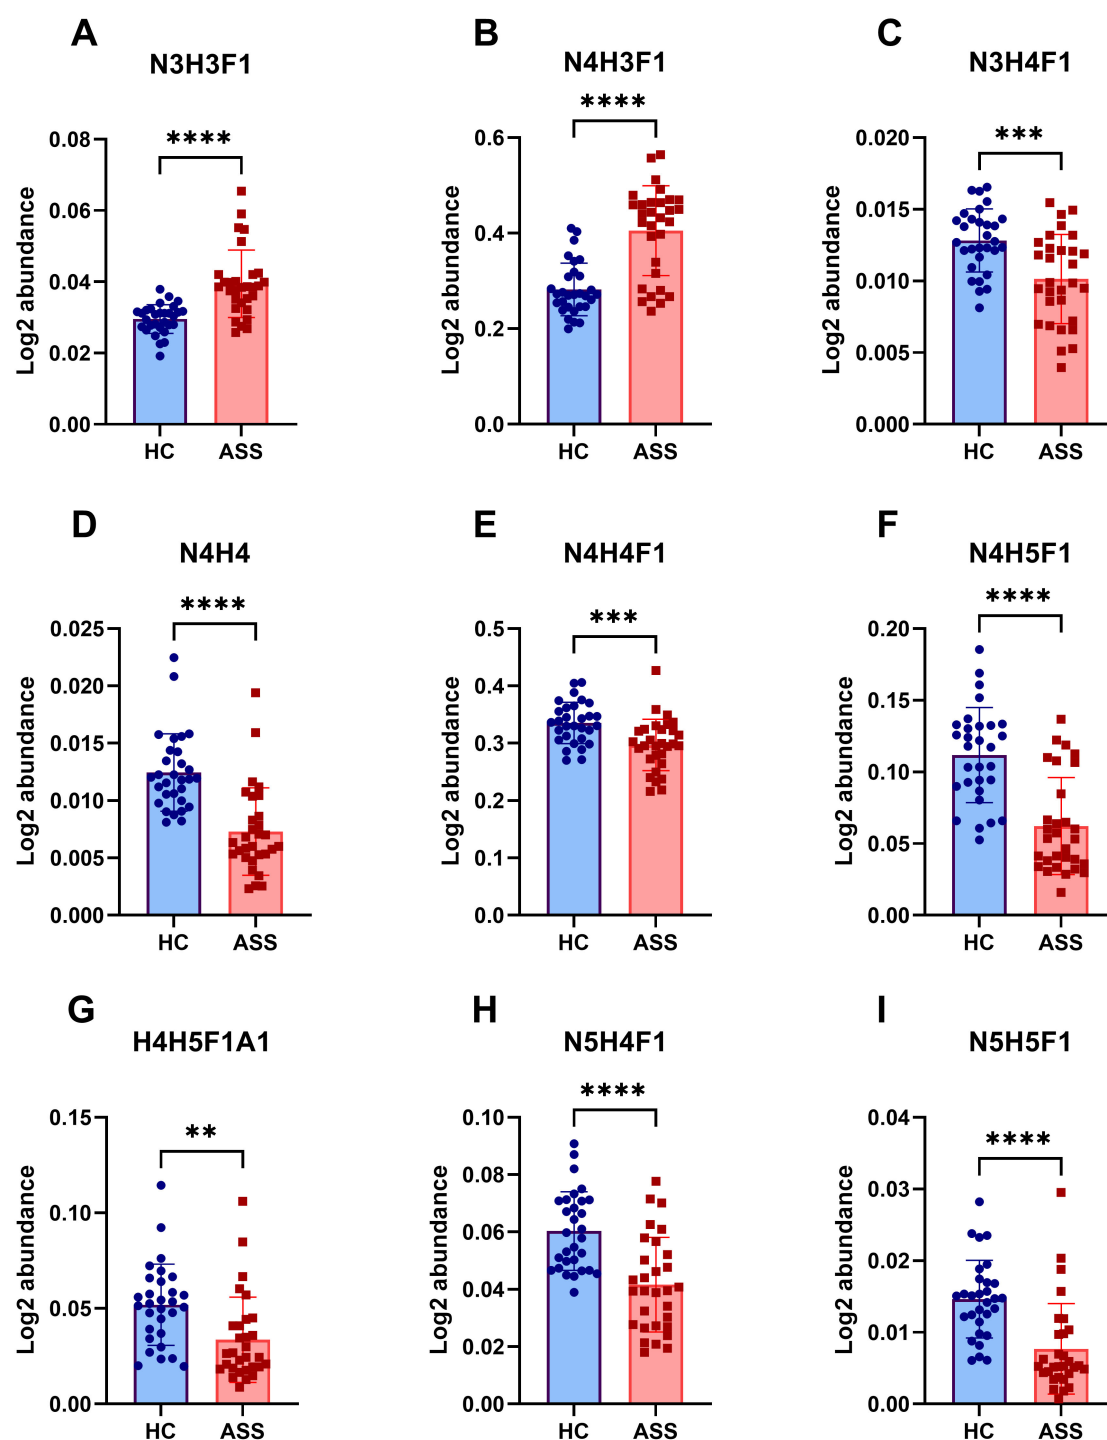 A
N3H3F1
****
Log2 abundance
0.08
0.06
0.04
0.02
0.00
HC ASS
B
N4H3F1
****
Log2 abundance
0.6
0.4
0.2
0.0
HC ASS
C
N3H4F1
***
Log2 abundance
0.020
0.015
0.010
0.005
0.000
HC ASS
D
N4H4
****
Log2 abundance
0.025
0.020
0.015
0.010
0.005
0.000
HC ASS
E
N4H4F1
***
Log2 abundance
0.5
0.4
0.3
0.2
0.1
0.0
HC ASS
F
N4H5F1
****
Log2 abundance
0.20
0.15
0.10
0.05
0.00
HC ASS
G
H4H5F1A1
**
Log2 abundance
0.15
0.10
0.05
0.00
HC ASS
H
N5H4F1
****
Log2 abundance
0.10
0.08
0.06
0.04
0.02
0.00
HC ASS
I
N5H5F1
****
Log2 abundance
0.04
0.03
0.02
0.01
0.00
HC ASS